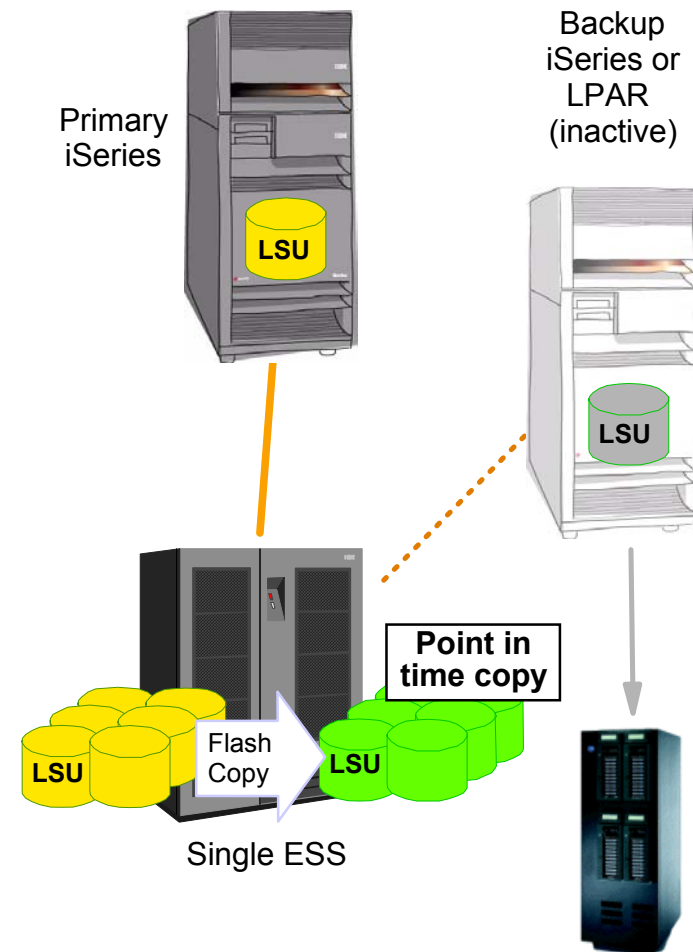 Primary
iSeries
Backup
iSeries or
LPAR
(inactive)
LSU
LSU
Point in
time copy
LSU
Flash
Copy
LSU
Single ESS